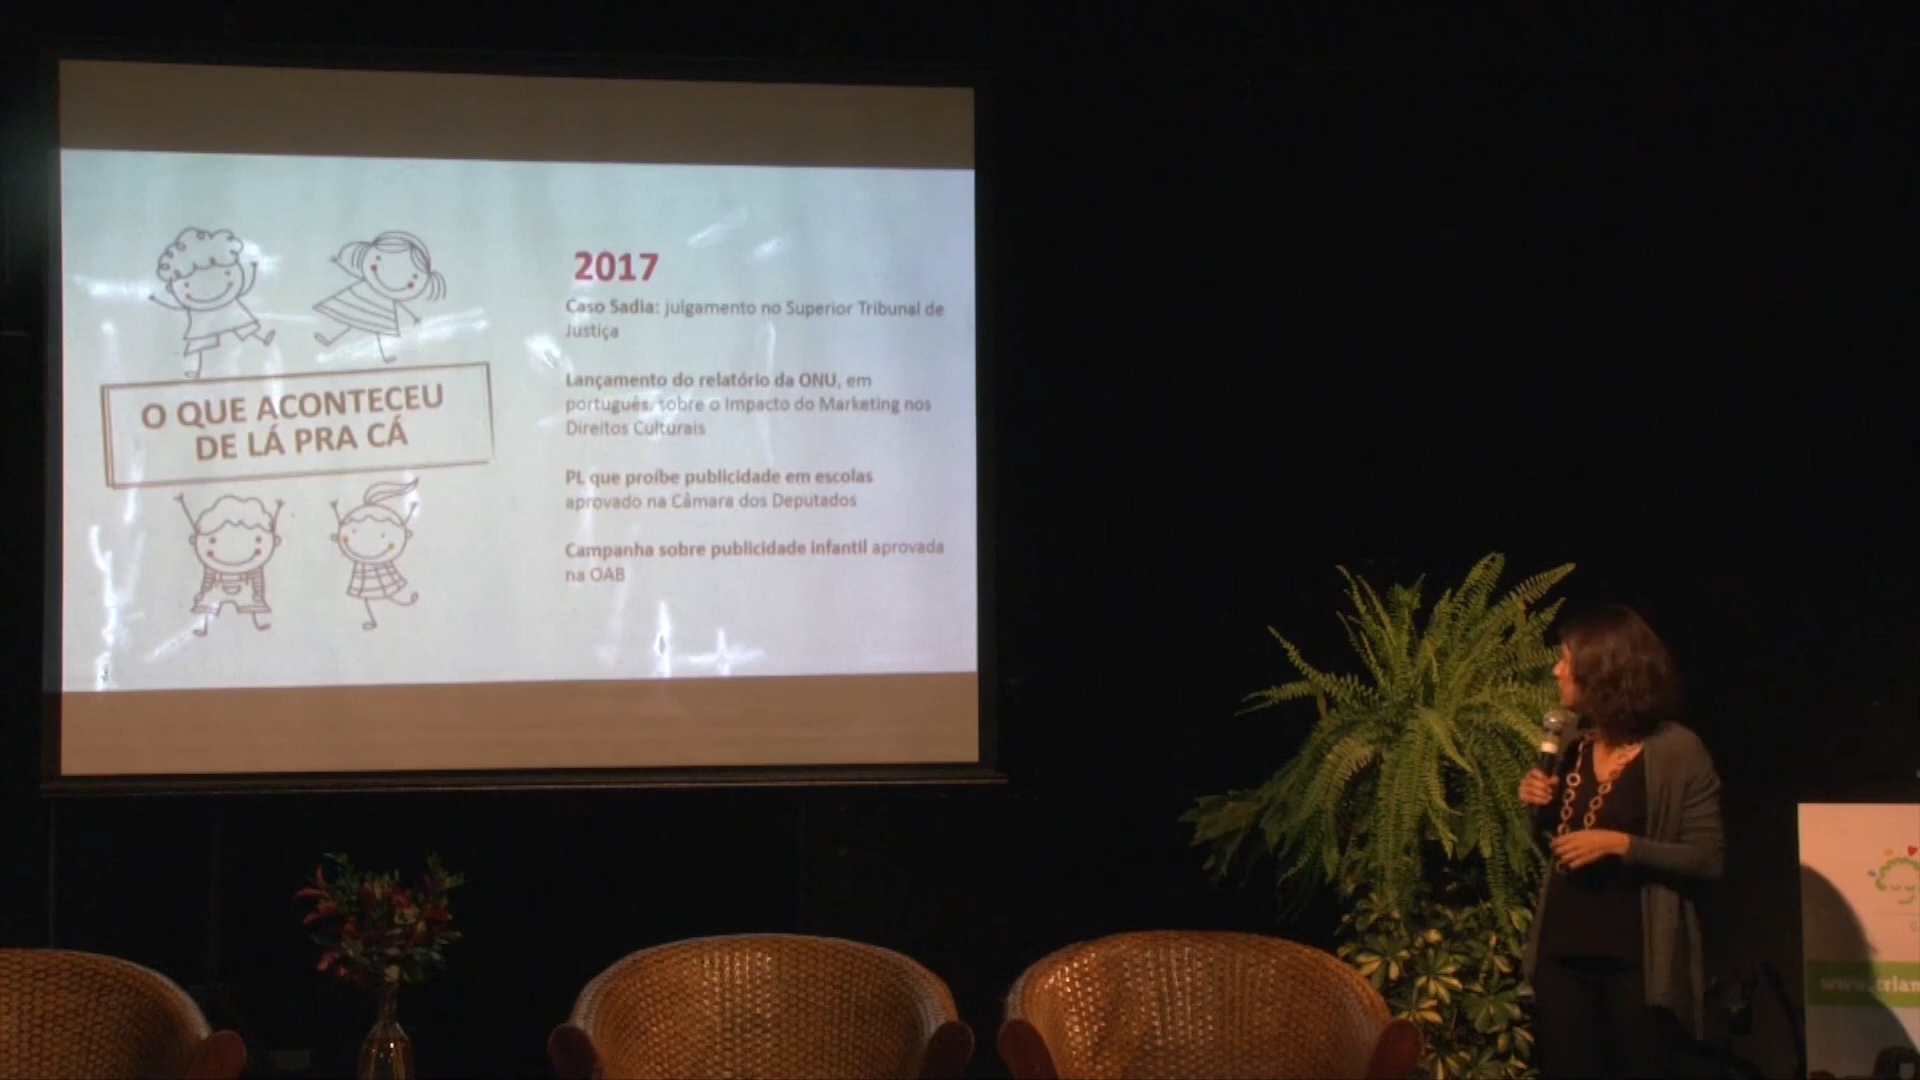 O QUE ACONTECEU
DE LÁ PRA CÁ
2017
Caso Sadia: julgamento no Superior Tribunal de
Justiça
Lançamento do relatório da ONU, em
português, sobre o Impacto do Marketing nos
Direitos Culturais
PL que proíbe publicidade em escolas
aprovado na Câmara dos Deputados
Campanha sobre publicidade infantil aprovada
na OAB